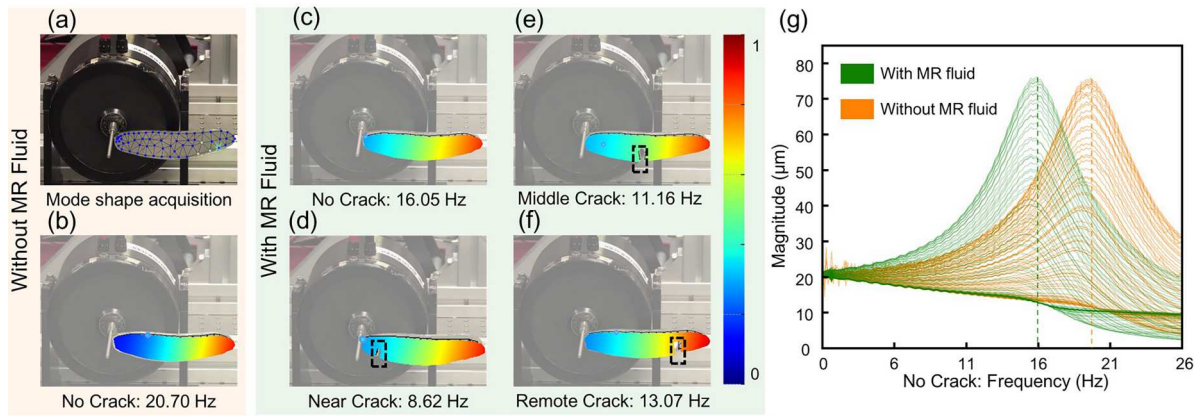 Without MR Fluid
(a)
Mode shape acquisition
(b)
No Crack: 20.70 Hz
With MR Fluid
(c)
No Crack: 16.05 Hz
(d)
Near Crack: 8.62 Hz
(e)
Middle Crack: 11.16 Hz
(f)
Remote Crack: 13.07 Hz
1
0
(g)
With MR fluid
Without MR fluid
Magnitude (μm)
80
70
60
50
40
30
20
10
0
0 6 11 16 21 26
No Crack: Frequency (Hz)